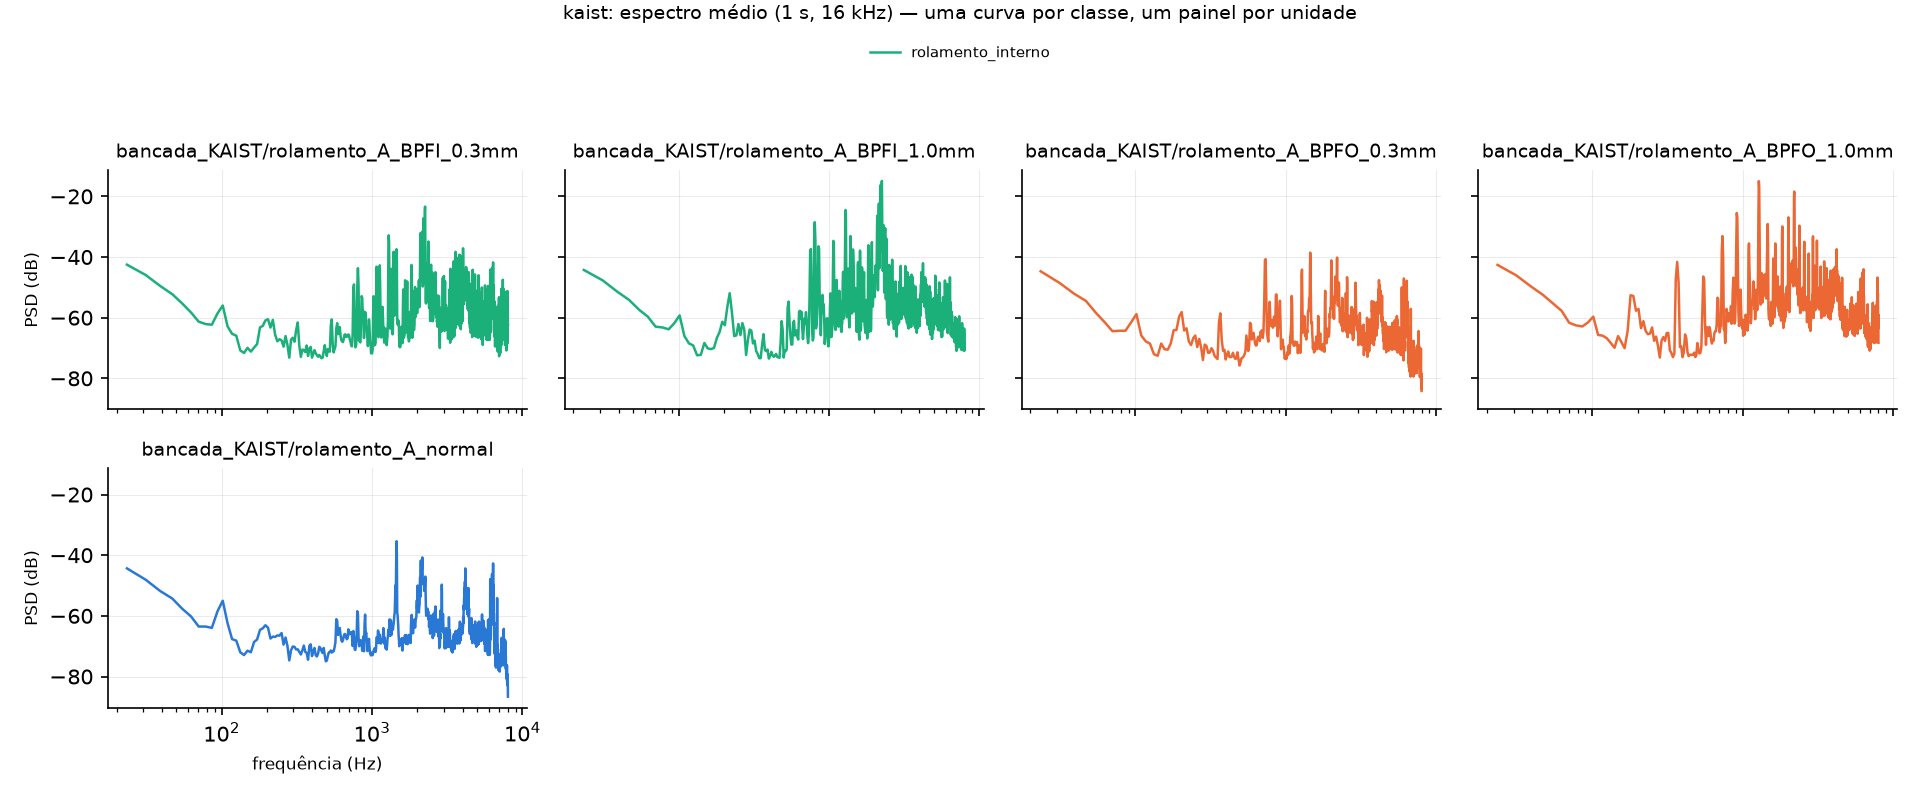 kaist: espectro médio (1 s, 16 kHz) — uma curva por classe, um painel por unidade
rolamento_interno
bancada_KAIST/rolamento_A_BPFI_0.3mm
bancada_KAIST/rolamento_A_BPFI_1.0mm
bancada_KAIST/rolamento_A_BPFO_0.3mm
bancada_KAIST/rolamento_A_BPFO_1.0mm
PSD (dB)
−20
−40
−60
−80
bancada_KAIST/rolamento_A_normal
PSD (dB)
−20
−40
−60
−80
10² 10³ 10⁴
frequência (Hz)